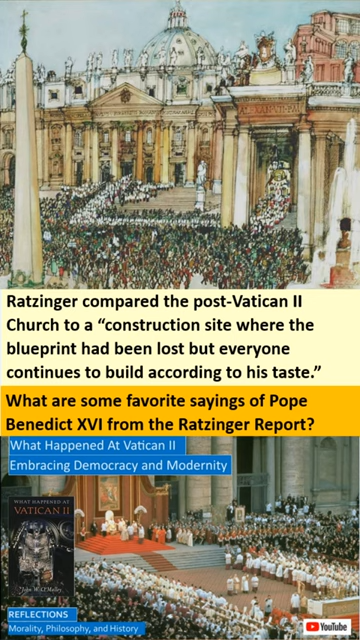 Ratzinger compared the post-Vatican II
Church to a “construction site where the
blueprint had been lost but everyone
continues to build according to his taste.”
What are some favorite sayings of Pope
Benedict XVI from the Ratzinger Report?
What Happened At Vatican II
Embracing Democracy and Modernity
WHAT HAPPENED AT
VATICAN II
John W. O'Malley
REFLECTIONS
Morality, Philosophy, and History
YouTube